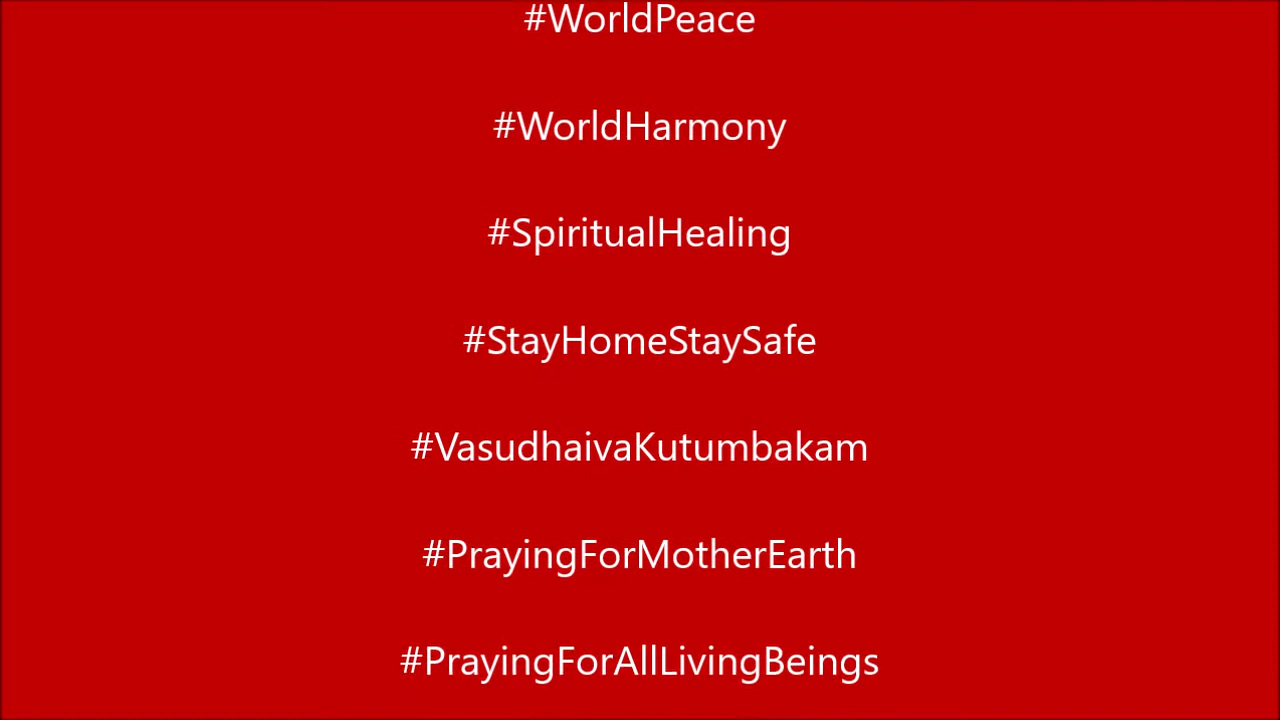 #WorldPeace
#WorldHarmony
#SpiritualHealing
#StayHomeStaySafe
#VasudhaivaKutumbakam
#PrayingForMotherEarth
#PrayingForAllLivingBeings